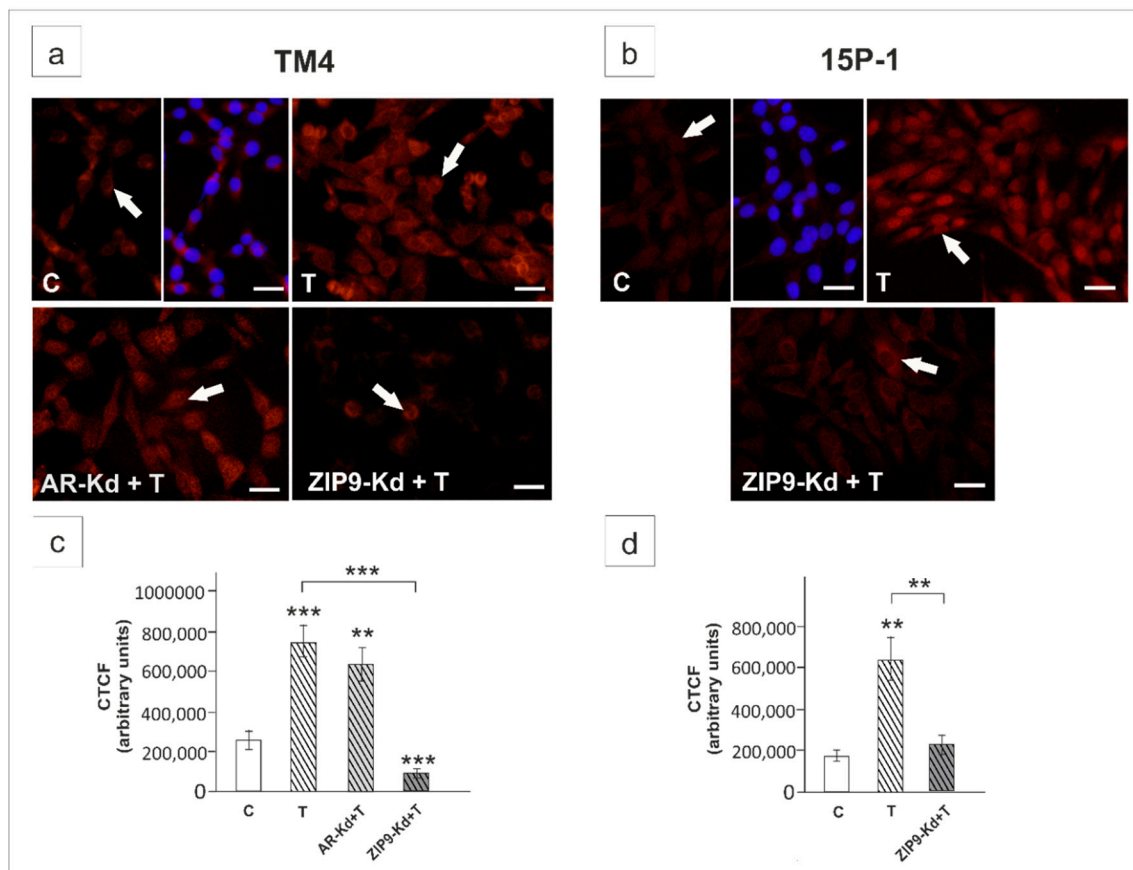 a
TM4
b
15P-1
C
T
C
T
AR-Kd + T
ZIP9-Kd + T
ZIP9-Kd + T
c
CTCF
(arbitrary units)
1000000
800,000
600,000
400,000
200,000
0
***
***
**
***
C
T
AR-Kd+T
ZIP9-Kd+T
d
CTCF
(arbitrary units)
800,000
600,000
400,000
200,000
0
**
**
C
T
ZIP9-Kd+T